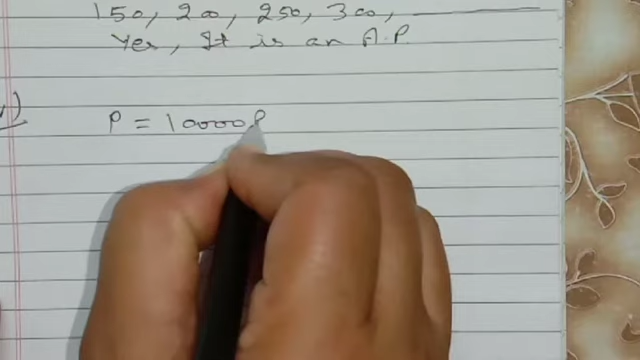 150, 200, 250, 300,
Yes, It is an A.P.
P = 10000